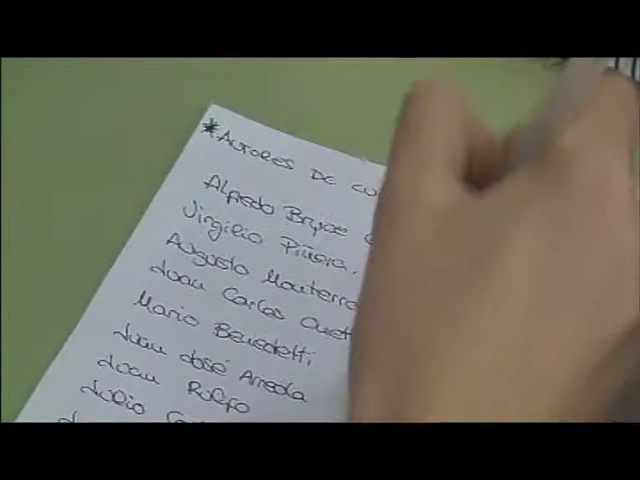 *AUTORES DE CU
Alfredo Bryce
Virgilio Piñera.
Augusto Monterro
Juan Carlos Onett
Mario Benedetti
Juan José Arreola
Juan Rulfo
Julio